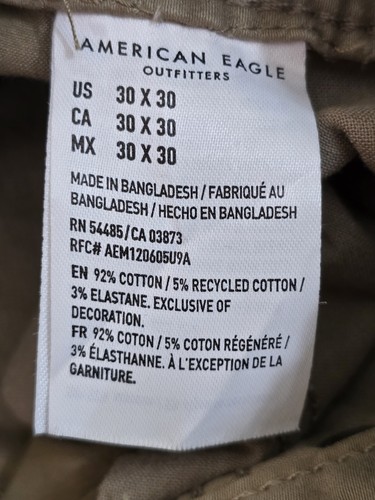 AMERICAN EAGLE
OUTFITTERS
US 30 X 30
CA 30 X 30
MX 30 X 30
MADE IN BANGLADESH / FABRIQUÉ AU
BANGLADESH / HECHO EN BANGLADESH
RN 54485 / CA 03873
RFC# AEM120605U9A
EN 92% COTTON / 5% RECYCLED COTTON /
3% ELASTANE. EXCLUSIVE OF
DECORATION.
FR 92% COTON / 5% COTON RÉGÉNÉRÉ /
3% ÉLASTHANNE. À L'EXCEPTION DE LA
GARNITURE.